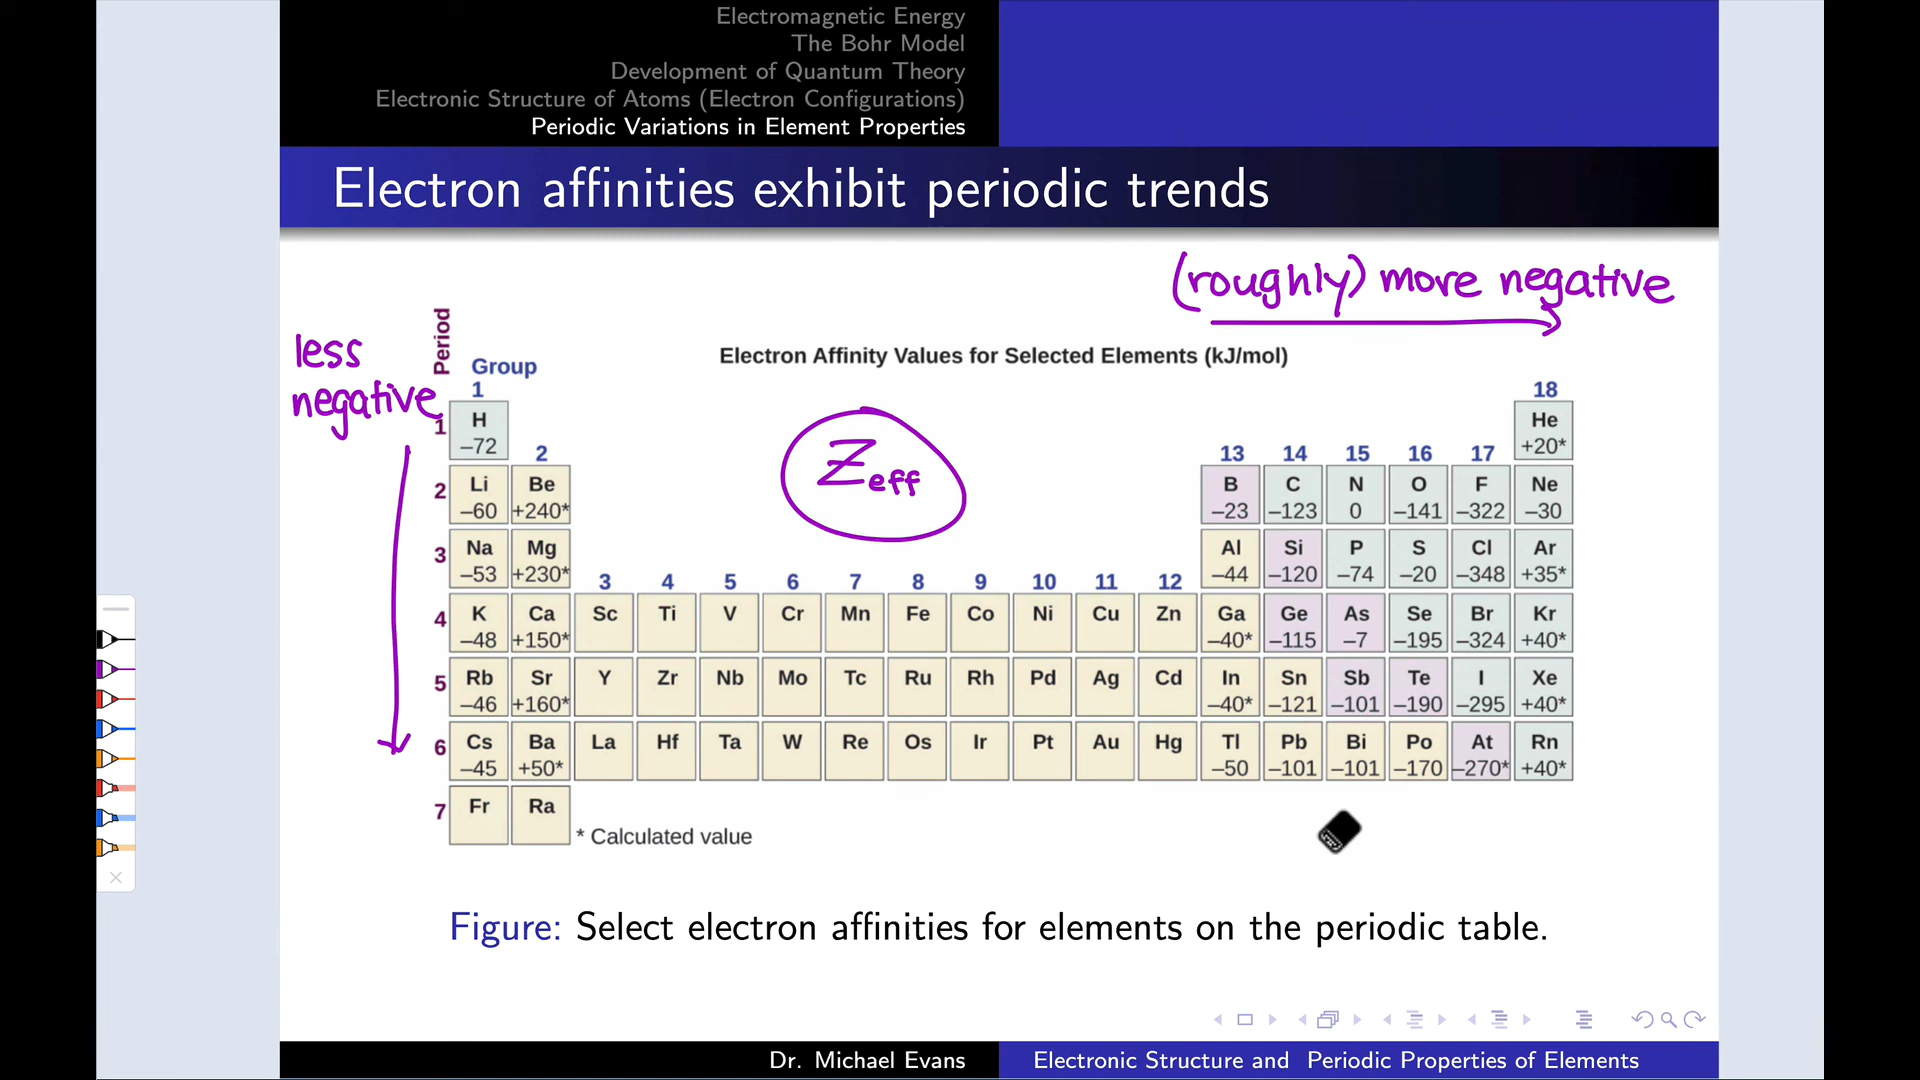 Electromagnetic Energy
The Bohr Model
Development of Quantum Theory
Electronic Structure of Atoms (Electron Configurations)
Periodic Variations in Element Properties
Electron affinities exhibit periodic trends
(roughly) more negative
less
negative
Period
Group
Electron Affinity Values for Selected Elements (kJ/mol)
1 18
1 H He
–72 +20*
Zeff
2 13 14 15 16 17
2 Li Be B C N O F Ne
–60 +240* –23 –123 0 –141 –322 –30
3 Na Mg Al Si P S Cl Ar
–53 +230* –44 –120 –74 –20 –348 +35*
3 4 5 6 7 8 9 10 11 12
4 K Ca Sc Ti V Cr Mn Fe Co Ni Cu Zn Ga Ge As Se Br Kr
–48 +150* –40* –115 –7 –195 –324 +40*
5 Rb Sr Y Zr Nb Mo Tc Ru Rh Pd Ag Cd In Sn Sb Te I Xe
–46 +160* –40* –121 –101 –190 –295 +40*
6 Cs Ba La Hf Ta W Re Os Ir Pt Au Hg Tl Pb Bi Po At Rn
–45 +50* –50 –101 –101 –170 –270* +40*
7 Fr Ra
* Calculated value
Figure: Select electron affinities for elements on the periodic table.
Dr. Michael Evans
Electronic Structure and Periodic Properties of Elements